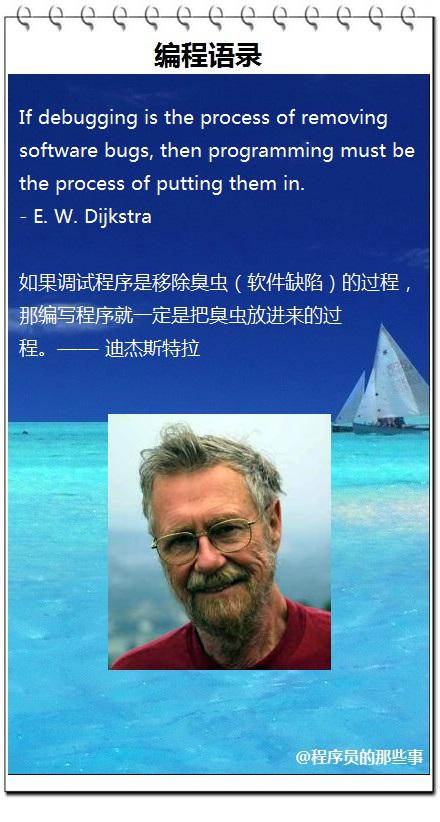 编程语录
If debugging is the process of removing
software bugs, then programming must be
the process of putting them in.
- E. W. Dijkstra
如果调试程序是移除臭虫（软件缺陷）的过程，
那编写程序就一定是把臭虫放进来的过
程。—— 迪杰斯特拉
@程序员的那些事